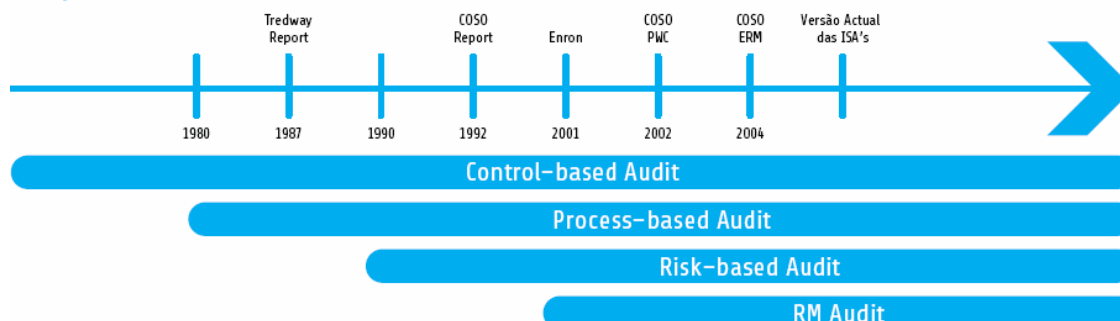 Tredway
Report
COSO
Report
Enron
COSO
PWC
COSO
ERM
Versão Actual
das ISA's
1980
1987
1990
1992
2001
2002
2004
Control-based Audit
Process-based Audit
Risk-based Audit
RM Audit